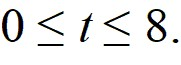 0 ≤ t ≤ 8.